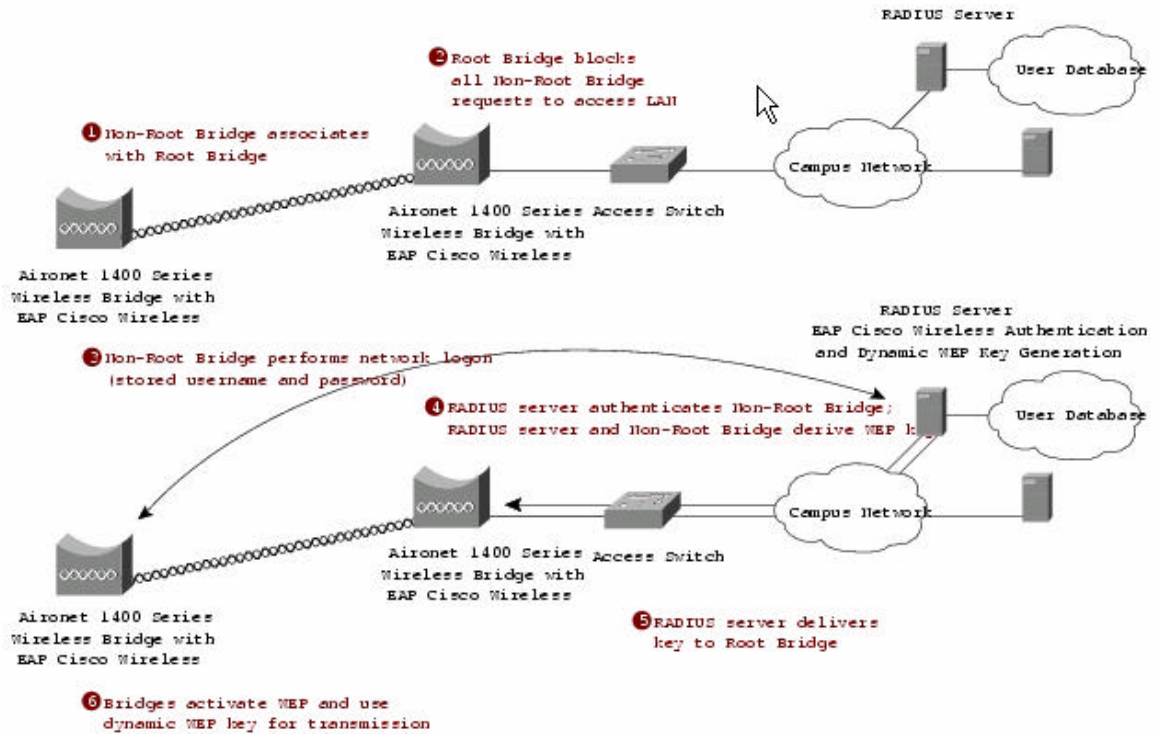 RADIUS Server
User Database
2 Root Bridge blocks
all Non-Root Bridge
requests to access LAN
1 Non-Root Bridge associates
with Root Bridge
Campus Network
Aironet 1400 Series
Wireless Bridge with
EAP Cisco Wireless
Access Switch
Aironet 1400 Series
Wireless Bridge with
EAP Cisco Wireless
RADIUS Server
EAP Cisco Wireless Authentication
and Dynamic WEP Key Generation
3 Non-Root Bridge performs network logon
(stored username and password)
4 RADIUS server authenticates Non-Root Bridge;
RADIUS server and Non-Root Bridge derive WEP
User Database
Campus Network
Aironet 1400 Series
Wireless Bridge with
EAP Cisco Wireless
Access Switch
Aironet 1400 Series
Wireless Bridge with
EAP Cisco Wireless
5 RADIUS server delivers
key to Root Bridge
6 Bridges activate WEP and use
dynamic WEP key for transmission